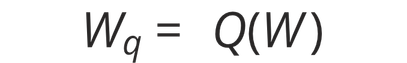 W_q = Q(W)